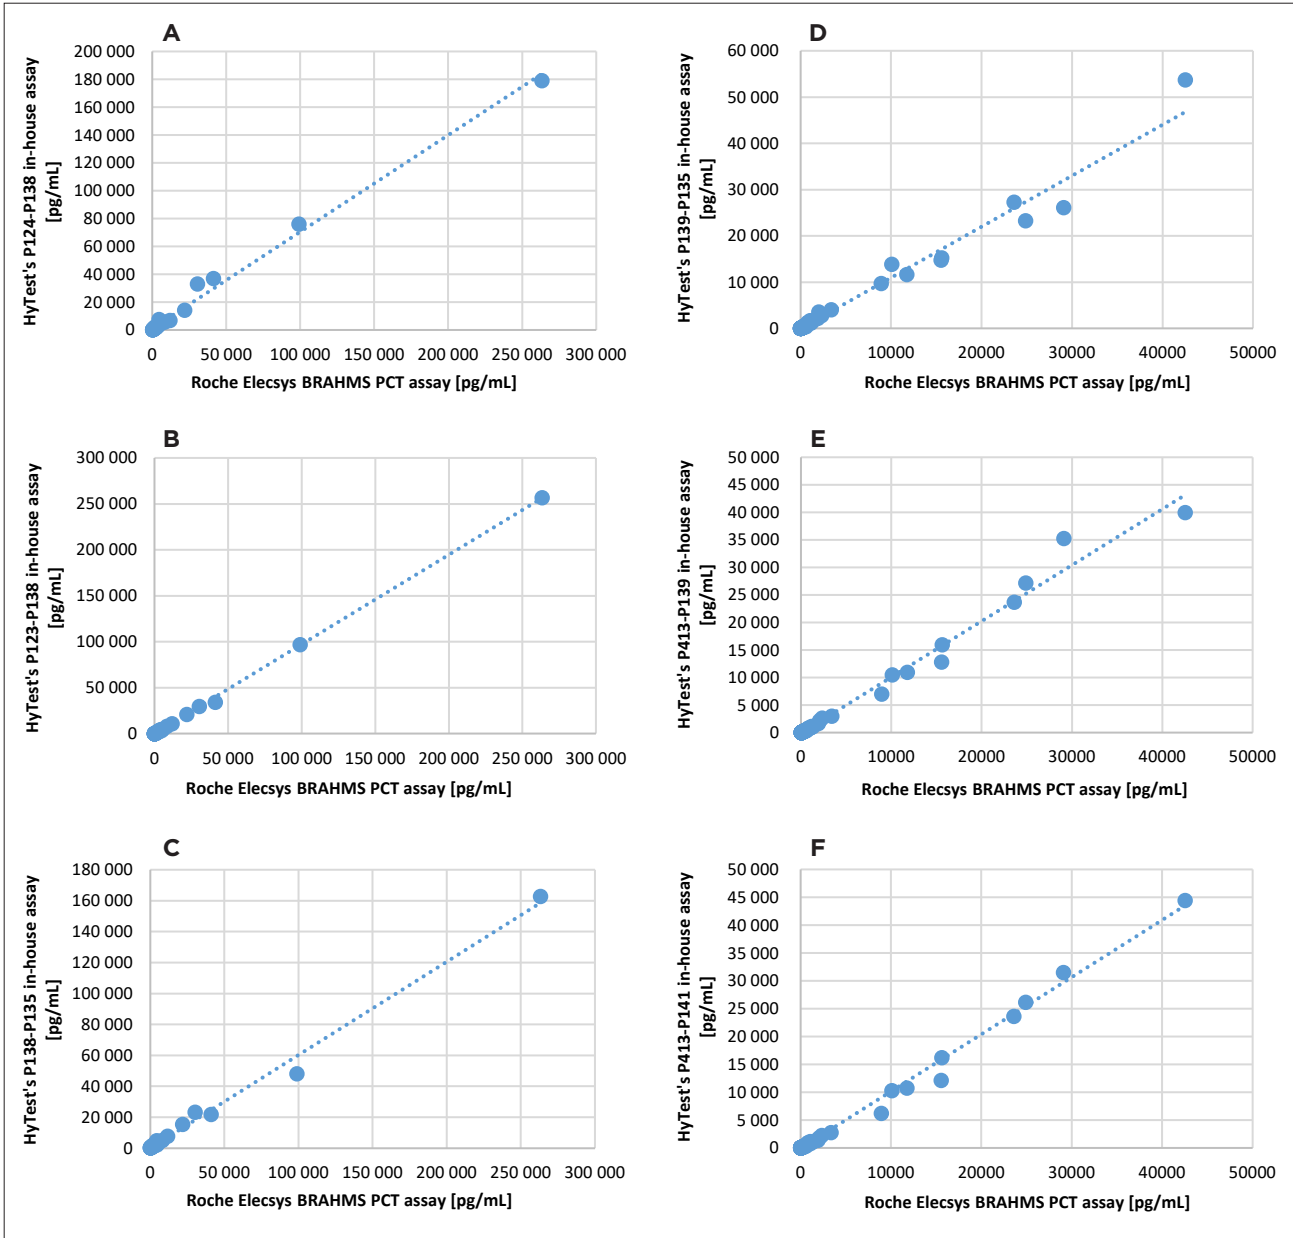 A
HyTest's P124-P138 in-house assay
[pg/mL]
200 000
180 000
160 000
140 000
120 000
100 000
80 000
60 000
40 000
20 000
0
0 50 000 100 000 150 000 200 000 250 000 300 000
Roche Elecsys BRAHMS PCT assay [pg/mL]
B
HyTest's P123-P138 in-house assay
[pg/mL]
300 000
250 000
200 000
150 000
100 000
50 000
0
0 50 000 100 000 150 000 200 000 250 000 300 000
Roche Elecsys BRAHMS PCT assay [pg/mL]
C
HyTest's P138-P135 in-house assay
[pg/mL]
180 000
160 000
140 000
120 000
100 000
80 000
60 000
40 000
20 000
0
0 50 000 100 000 150 000 200 000 250 000 300 000
Roche Elecsys BRAHMS PCT assay [pg/mL]
D
HyTest's P139-P135 in-house assay
[pg/mL]
60 000
50 000
40 000
30 000
20 000
10 000
0
0 10000 20000 30000 40000 50000
Roche Elecsys BRAHMS PCT assay [pg/mL]
E
HyTest's P413-P139 in-house assay
[pg/mL]
50 000
45 000
40 000
35 000
30 000
25 000
20 000
15 000
10 000
5 000
0
0 10000 20000 30000 40000 50000
Roche Elecsys BRAHMS PCT assay [pg/mL]
F
HyTest's P413-P141 in-house assay
[pg/mL]
50 000
45 000
40 000
35 000
30 000
25 000
20 000
15 000
10 000
5 000
0
0 10000 20000 30000 40000 50000
Roche Elecsys BRAHMS PCT assay [pg/mL]